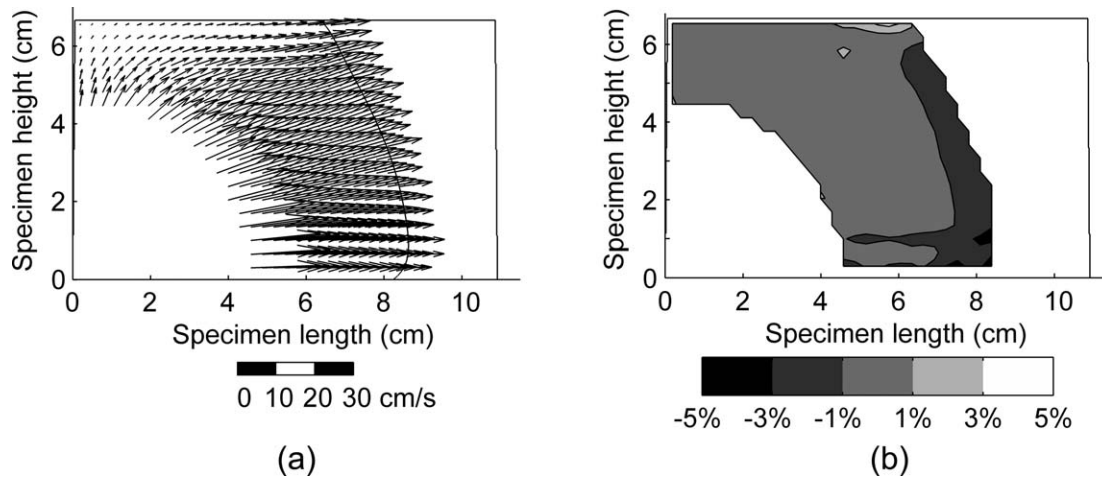 Specimen height (cm)
6
4
2
0
0 2 4 6 8 10
Specimen length (cm)
0 10 20 30 cm/s
(a)
Specimen height (cm)
6
4
2
0
0 2 4 6 8 10
Specimen length (cm)
-5% -3% -1% 1% 3% 5%
(b)